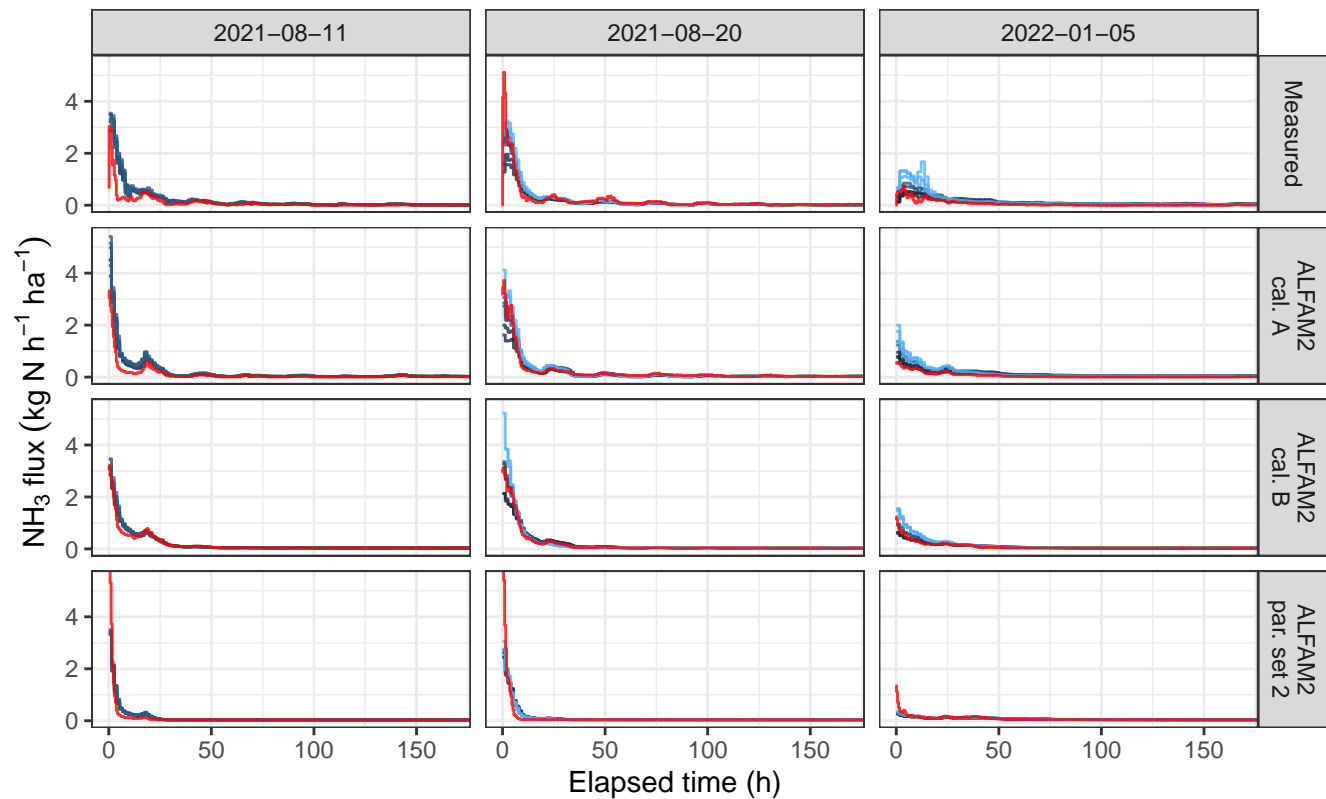 2021−08−11 2021−08−20 2022−01−05
4
2
0
Measured
4
2
0
ALFAM2
cal. A
4
2
0
ALFAM2
cal. B
4
2
0
ALFAM2
par. set 2
NH₃ flux (kg N h⁻¹ ha⁻¹)
0 50 100 150 0 50 100 150 0 50 100 150
Elapsed time (h)